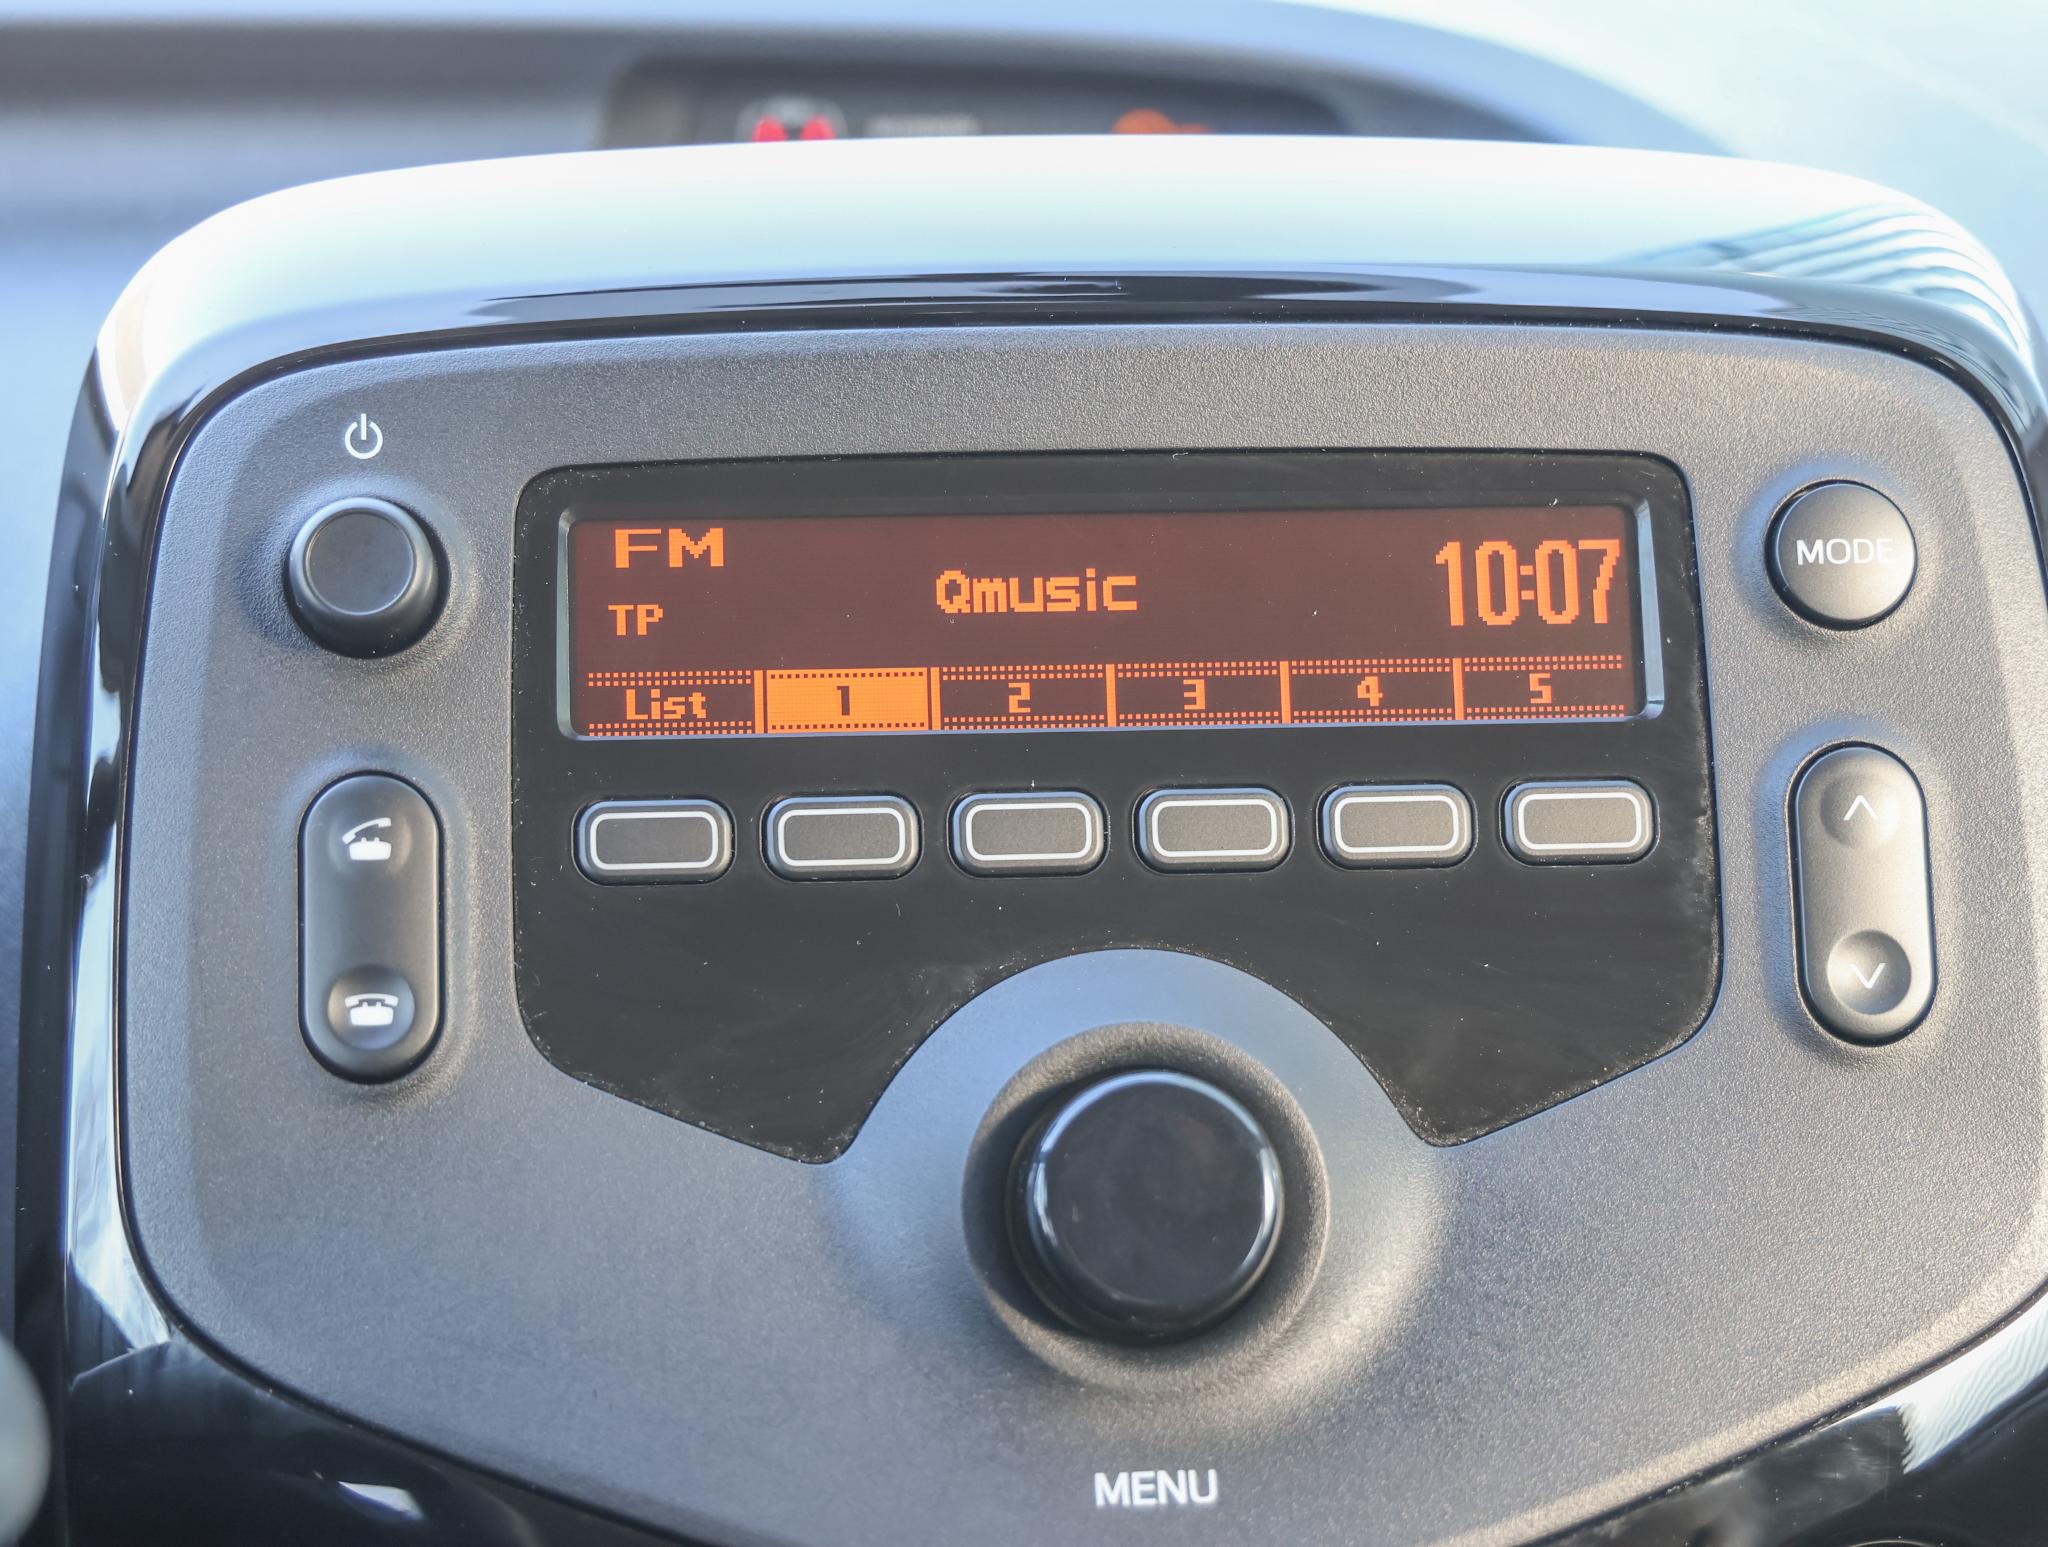 FM
Qmusic
10:07
TP
List 1 2 3 4 5
MODE
MENU